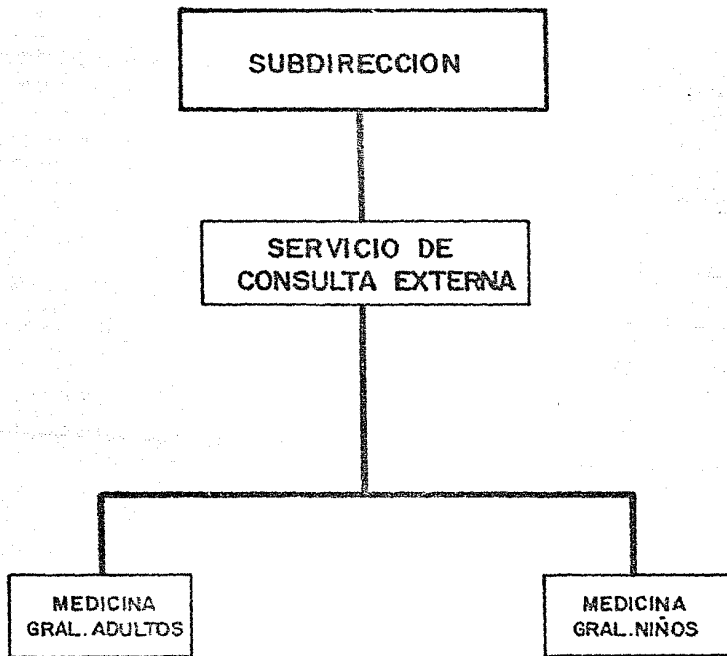 SUBDIRECCION
SERVICIO DE
CONSULTA EXTERNA
MEDICINA
GRAL. ADULTOS
MEDICINA
GRAL. NIÑOS